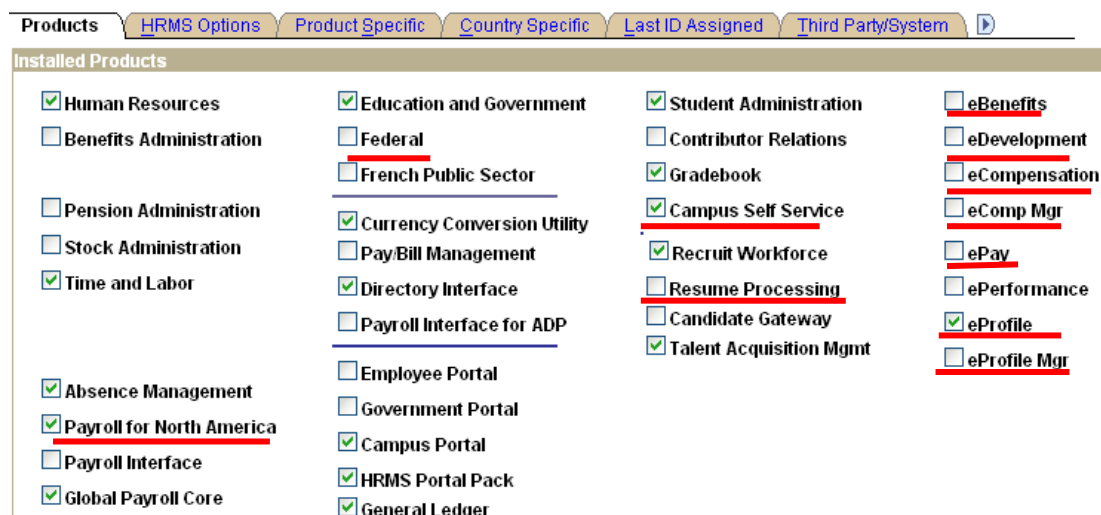 Products HRMS Options Product Specific Country Specific Last ID Assigned Third Party/System
Installed Products
Human Resources
Benefits Administration
Pension Administration
Stock Administration
Time and Labor
Absence Management
Payroll for North America
Payroll Interface
Global Payroll Core
Education and Government
Federal
French Public Sector
Currency Conversion Utility
Pay/Bill Management
Directory Interface
Payroll Interface for ADP
Employee Portal
Government Portal
Campus Portal
HRMS Portal Pack
General Ledger
Student Administration
Contributor Relations
Gradebook
Campus Self Service
Recruit Workforce
Resume Processing
Candidate Gateway
Talent Acquisition Mgmt
eBenefits
eDevelopment
eCompensation
eComp Mgr
ePay
ePerformance
eProfile
eProfile Mgr